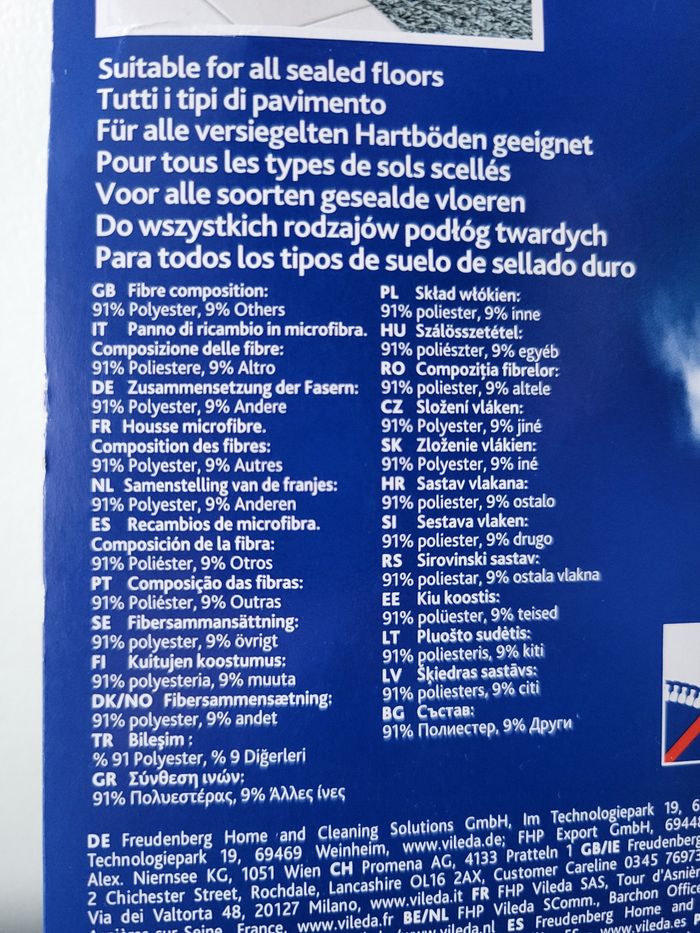 Suitable for all sealed floors
Tutti i tipi di pavimento
Für alle versiegelten Hartböden geeignet
Pour tous les types de sols scellés
Voor alle soorten gesealde vloeren
Do wszystkich rodzajów podłóg twardych
Para todos los tipos de suelo de sellado duro
GB Fibre composition:
91% Polyester, 9% Others
IT Panno di ricambio in microfibra.
Composizione delle fibre:
91% Poliestere, 9% Altro
DE Zusammensetzung der Fasern:
91% Polyester, 9% Andere
FR Housse microfibre.
Composition des fibres:
91% Polyester, 9% Autres
NL Samenstelling van de franjes:
91% Polyester, 9% Anderen
ES Recambios de microfibra.
Composición de la fibra:
91% Poliéster, 9% Otros
PT Composição das fibras:
91% Poliéster, 9% Outras
SE Fibersammansättning:
91% polyester, 9% övrigt
FI Kuitujen koostumus:
91% polyesteria, 9% muuta
DK/NO Fibersammensætning:
91% polyester, 9% andet
TR Bileşim :
% 91 Polyester, % 9 Diğerleri
GR Σύνθεση ινών:
91% Πολυεστέρας, 9% Άλλες ίνες
PL Skład włókien:
91% poliester, 9% inne
HU Szálösszetétel:
91% poliészter, 9% egyéb
RO Compoziția fibrelor:
91% poliester, 9% altele
CZ Složení vláken:
91% Polyester, 9% jiné
SK Zloženie vlákien:
91% Polyester, 9% iné
HR Sastav vlakana:
91% poliester, 9% ostalo
SI Sestava vlaken:
91% poliester, 9% drugo
RS Sirovinski sastav:
91% poliestar, 9% ostala vlakna
EE Kiu koostis:
91% polüester, 9% teised
LT Pluošto sudėtis:
91% poliesteris, 9% kiti
LV Šķiedras sastāvs:
91% poliesters, 9% citi
BG Състав:
91% Полиестер, 9% Други
DE Freudenberg Home and Cleaning Solutions GmbH, Im Technologiepark 19,
Technologiepark 19, 69469 Weinheim, www.vileda.de; FHP Export GmbH,
Alex. Niernsee KG, 1051 Wien CH Promena AG, 4133 Pratteln 1 GB/IE Freudenberg
2 Chichester Street, Rochdale, Lancashire OL16 2AX, Customer Careline 0345
Via dei Valtorta 48, 20127 Milano, www.vileda.it FR FHP Vileda SAS, Tour d'Asnièr
Seine, France, www.vileda.fr BE/NL FHP Vileda SComm., Barchon
www.vileda.nl ES Freudenberg Home and
www.vileda.es